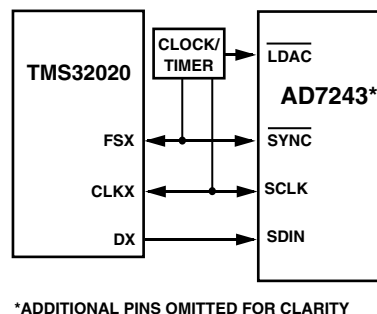 CLOCK/
TIMER
TMS32020
LDAC
AD7243*
FSX
SYNC
CLKX
SCLK
DX
SDIN
*ADDITIONAL PINS OMITTED FOR CLARITY